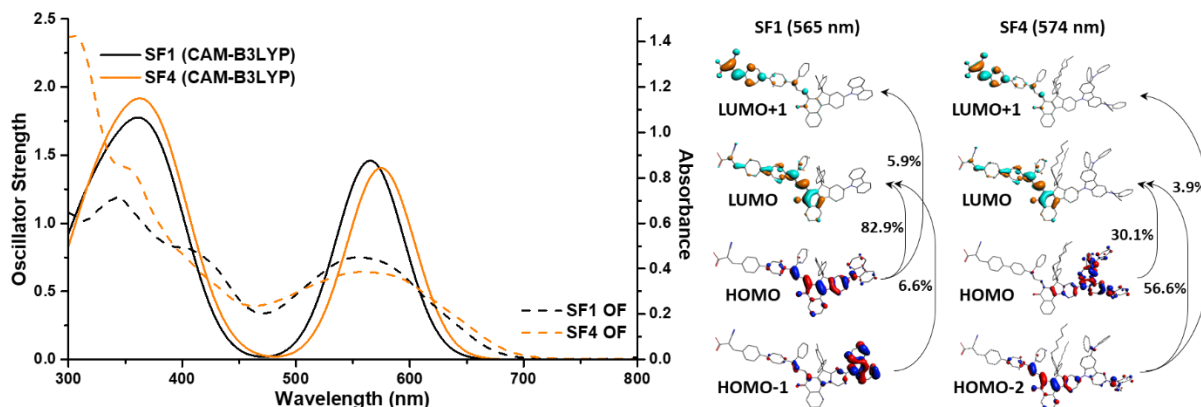 2.5
2.0
1.5
1.0
0.5
0.0
Oscillator Strength
SF1 (CAM-B3LYP)
SF4 (CAM-B3LYP)
SF1 OF
SF4 OF
1.4
1.2
1.0
0.8
0.6
0.4
0.2
0.0
Absorbance
300 400 500 600 700 800
Wavelength (nm)
SF1 (565 nm)
LUMO+1
5.9%
LUMO
82.9%
HOMO
6.6%
HOMO-1
SF4 (574 nm)
LUMO+1
3.9%
LUMO
30.1%
HOMO
56.6%
HOMO-2